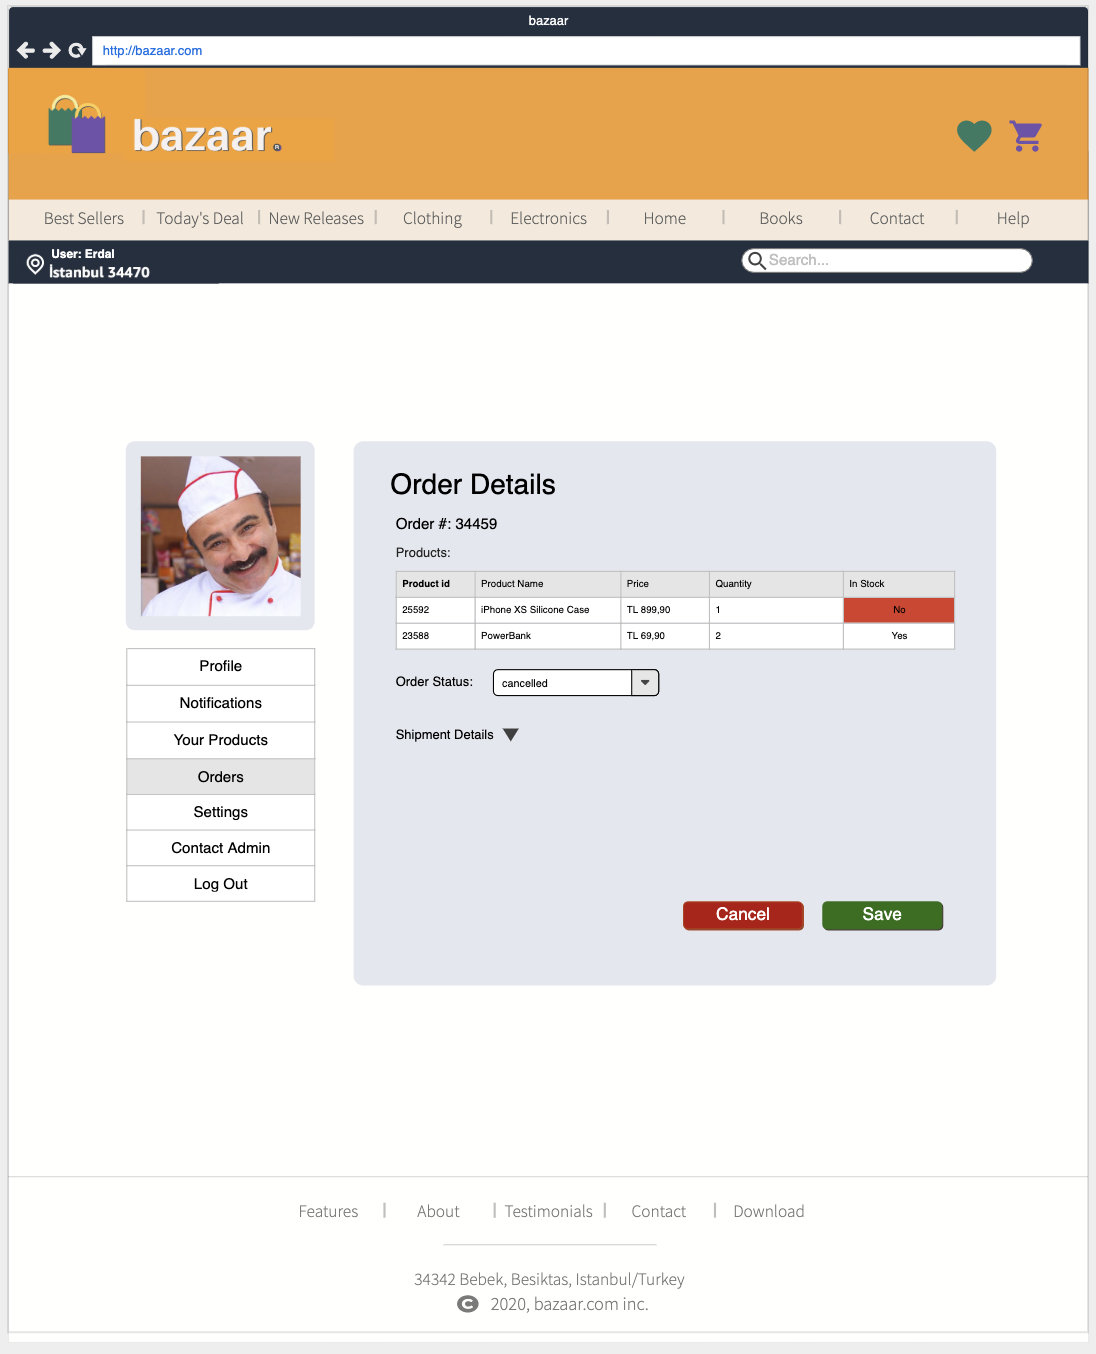 bazaar
http://bazaar.com
bazaar.®
Best Sellers | Today's Deal | New Releases | Clothing | Electronics | Home | Books | Contact | Help
User: Erdal
İstanbul 34470
Search...
Order Details
Order #: 34459
Products:
Product id Product Name Price Quantity In Stock
25592 iPhone XS Silicone Case TL 899,90 1 No
23588 PowerBank TL 69,90 2 Yes
Order Status: cancelled
Shipment Details
Profile
Notifications
Your Products
Orders
Settings
Contact Admin
Log Out
Cancel Save
Features | About | Testimonials | Contact | Download
34342 Bebek, Besiktas, Istanbul/Turkey
© 2020, bazaar.com inc.